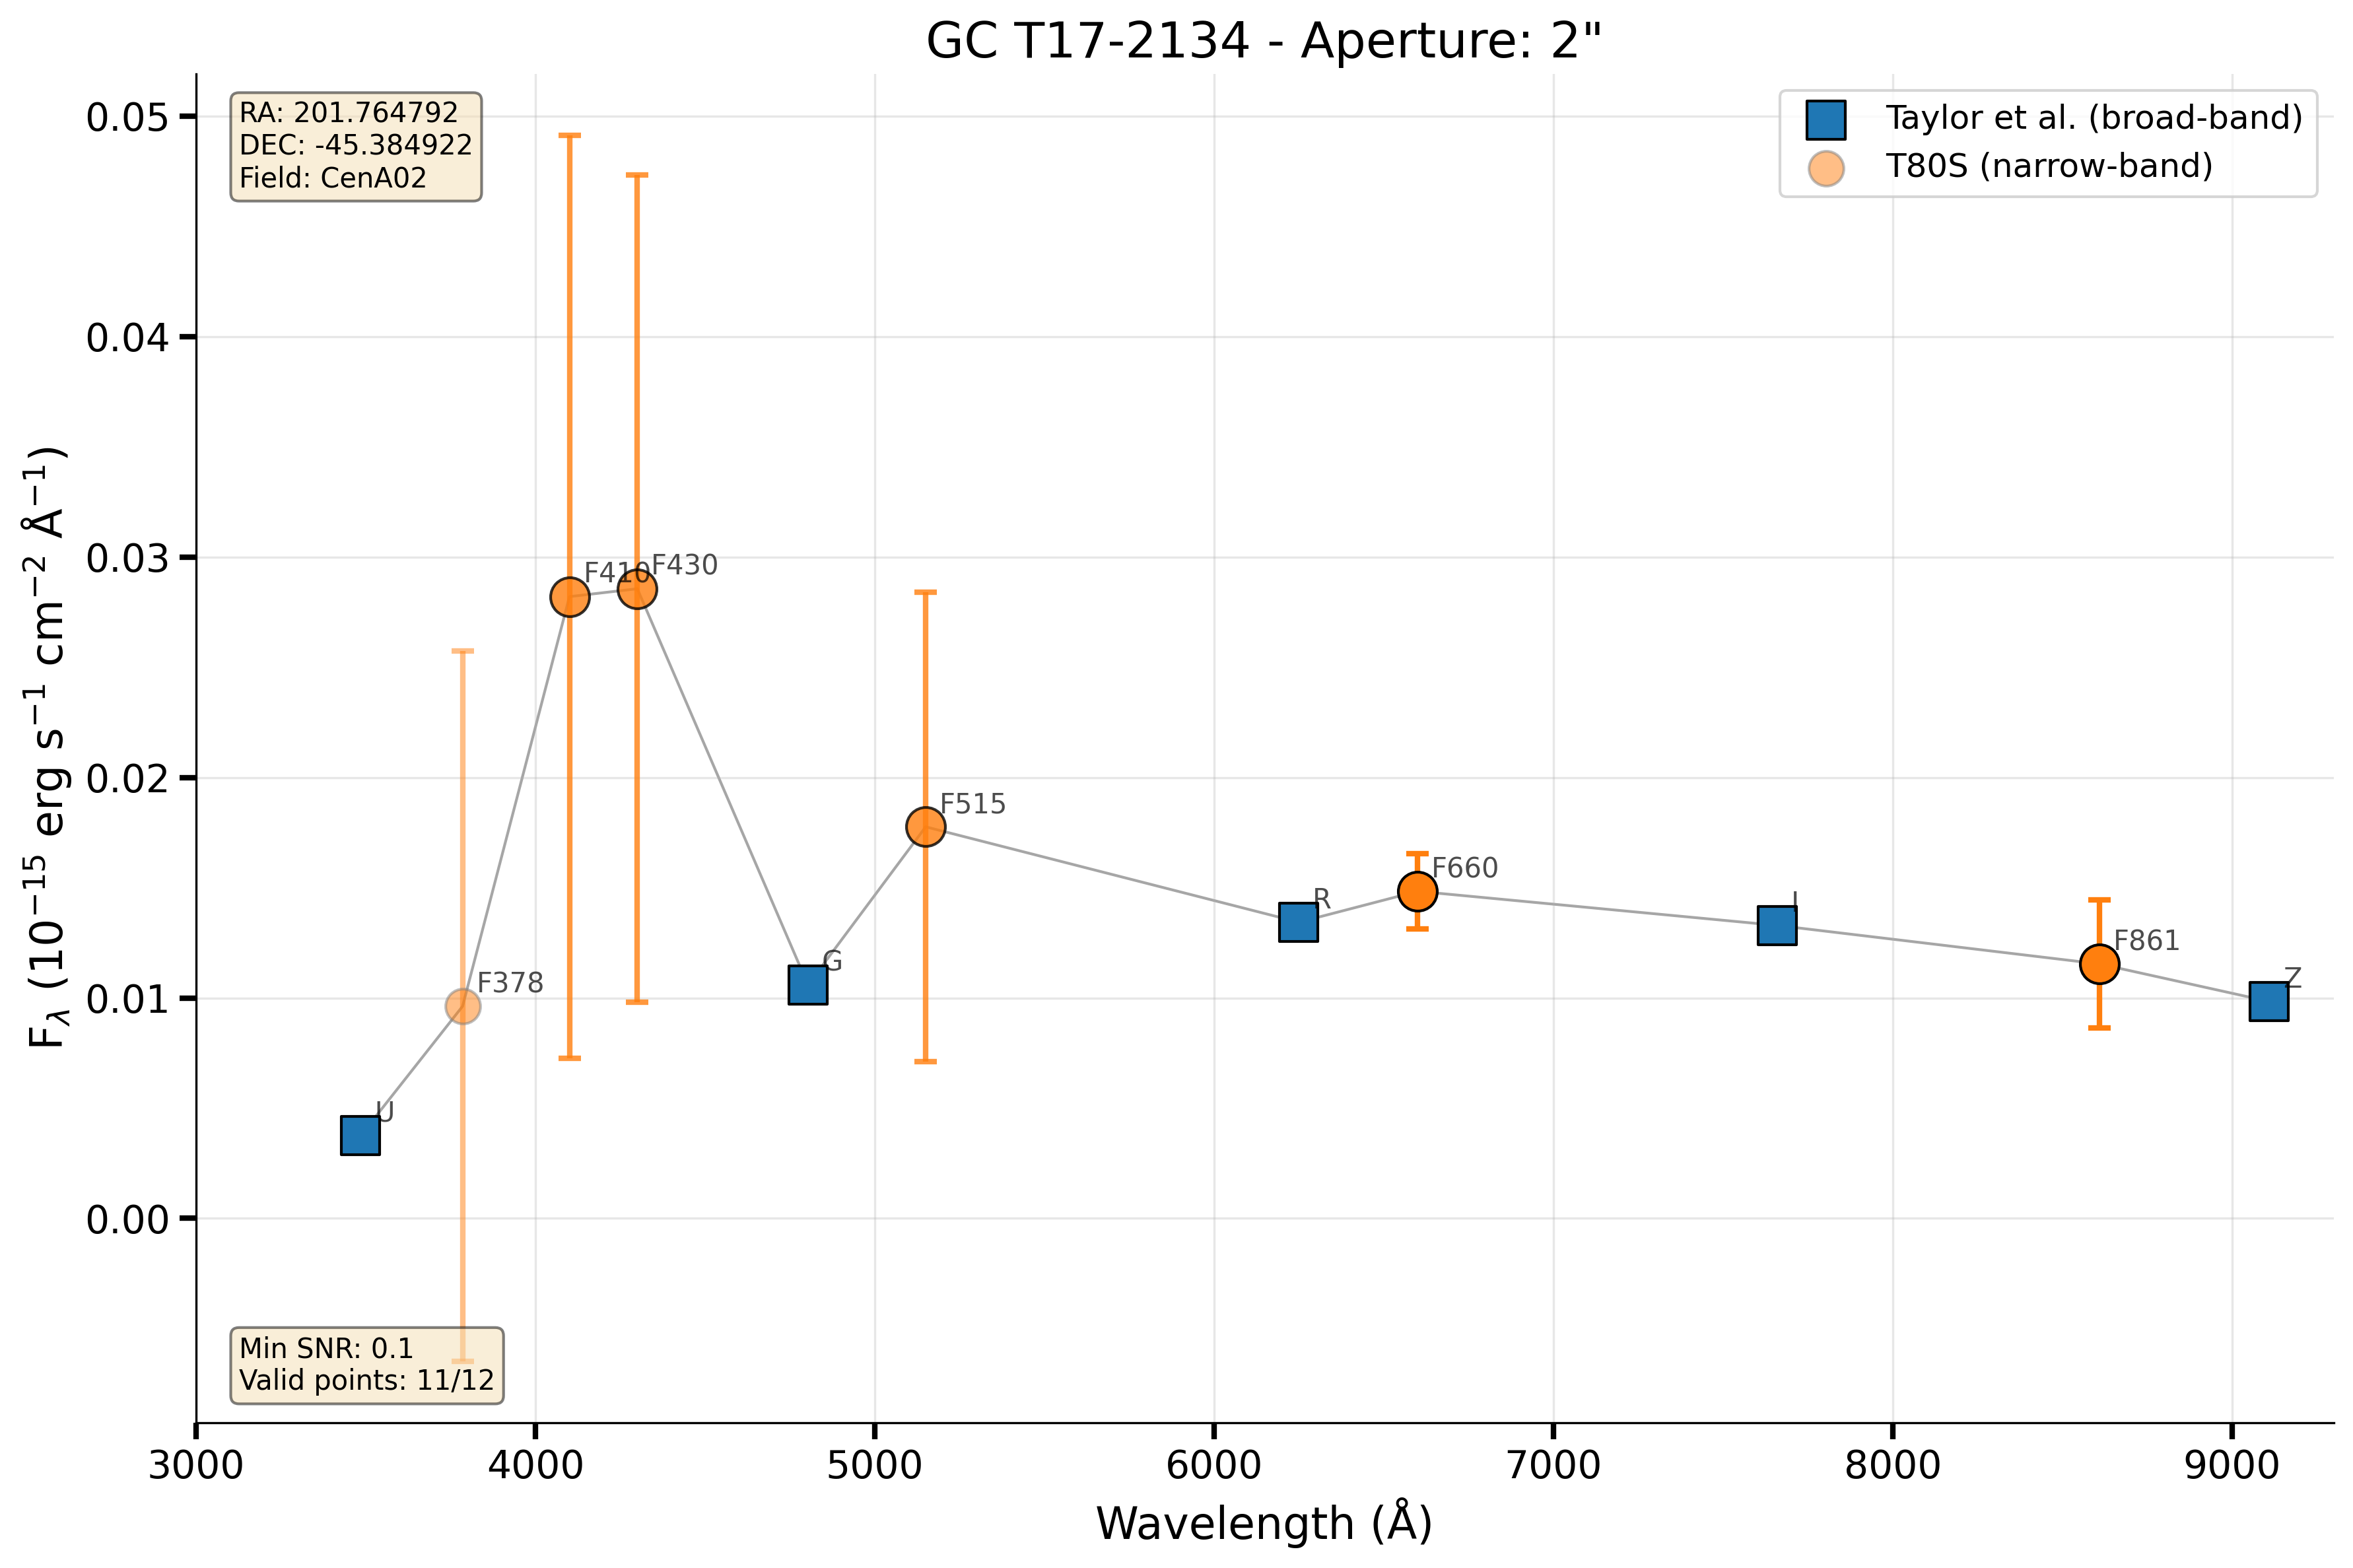 GC T17-2134 - Aperture: 2"
RA: 201.764792
DEC: -45.384922
Field: CenA02
Taylor et al. (broad-band)
T80S (narrow-band)
0.05
0.04
0.03
0.02
0.01
0.00
F_λ (10⁻¹⁵ erg s⁻¹ cm⁻² Å⁻¹)
U
F378
F410
F430
G
F515
R
F660
I
F861
Z
Min SNR: 0.1
Valid points: 11/12
3000 4000 5000 6000 7000 8000 9000
Wavelength (Å)